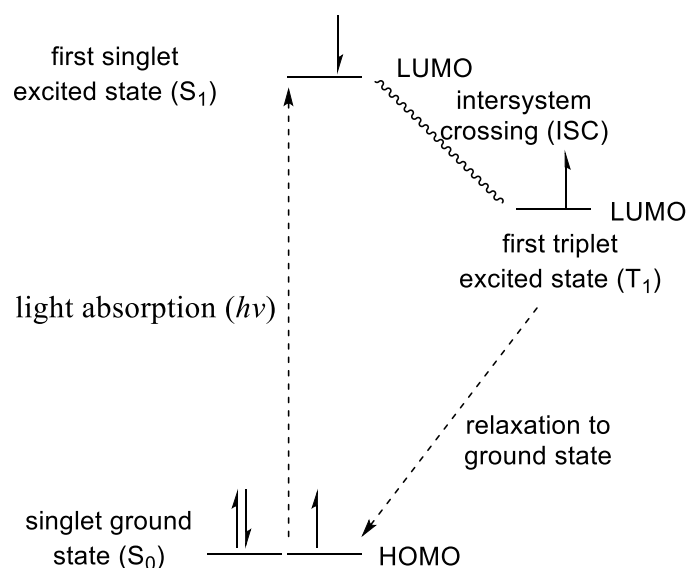 first singlet
excited state (S₁)
LUMO
intersystem
crossing (ISC)
LUMO
first triplet
excited state (T₁)
light absorption (hν)
relaxation to
ground state
singlet ground
state (S₀)
HOMO